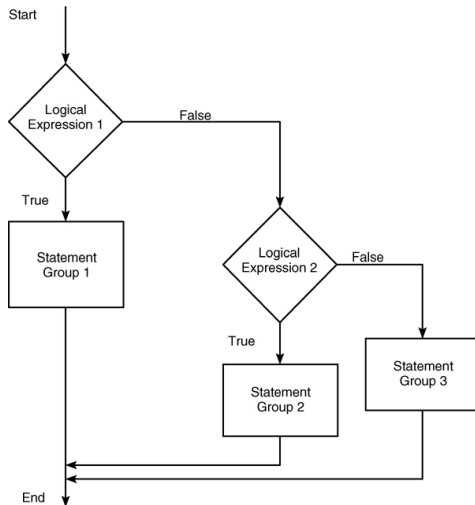 Start
Logical
Expression 1
False
True
Statement
Group 1
Logical
Expression 2
False
True
Statement
Group 2
Statement
Group 3
End